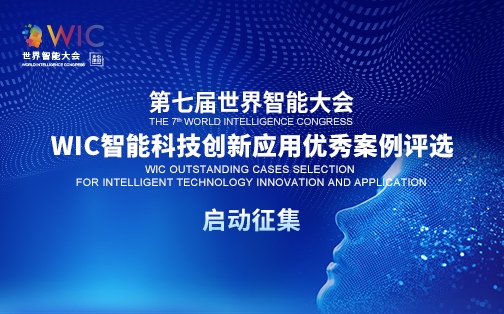 WIC
世界智能大会
WORLD INTELLIGENCE CONGRESS
第七届世界智能大会
THE 7th WORLD INTELLIGENCE CONGRESS
WIC智能科技创新应用优秀案例评选
WIC OUTSTANDING CASES SELECTION
FOR INTELLIGENT TECHNOLOGY INNOVATION AND APPLICATION
启动征集